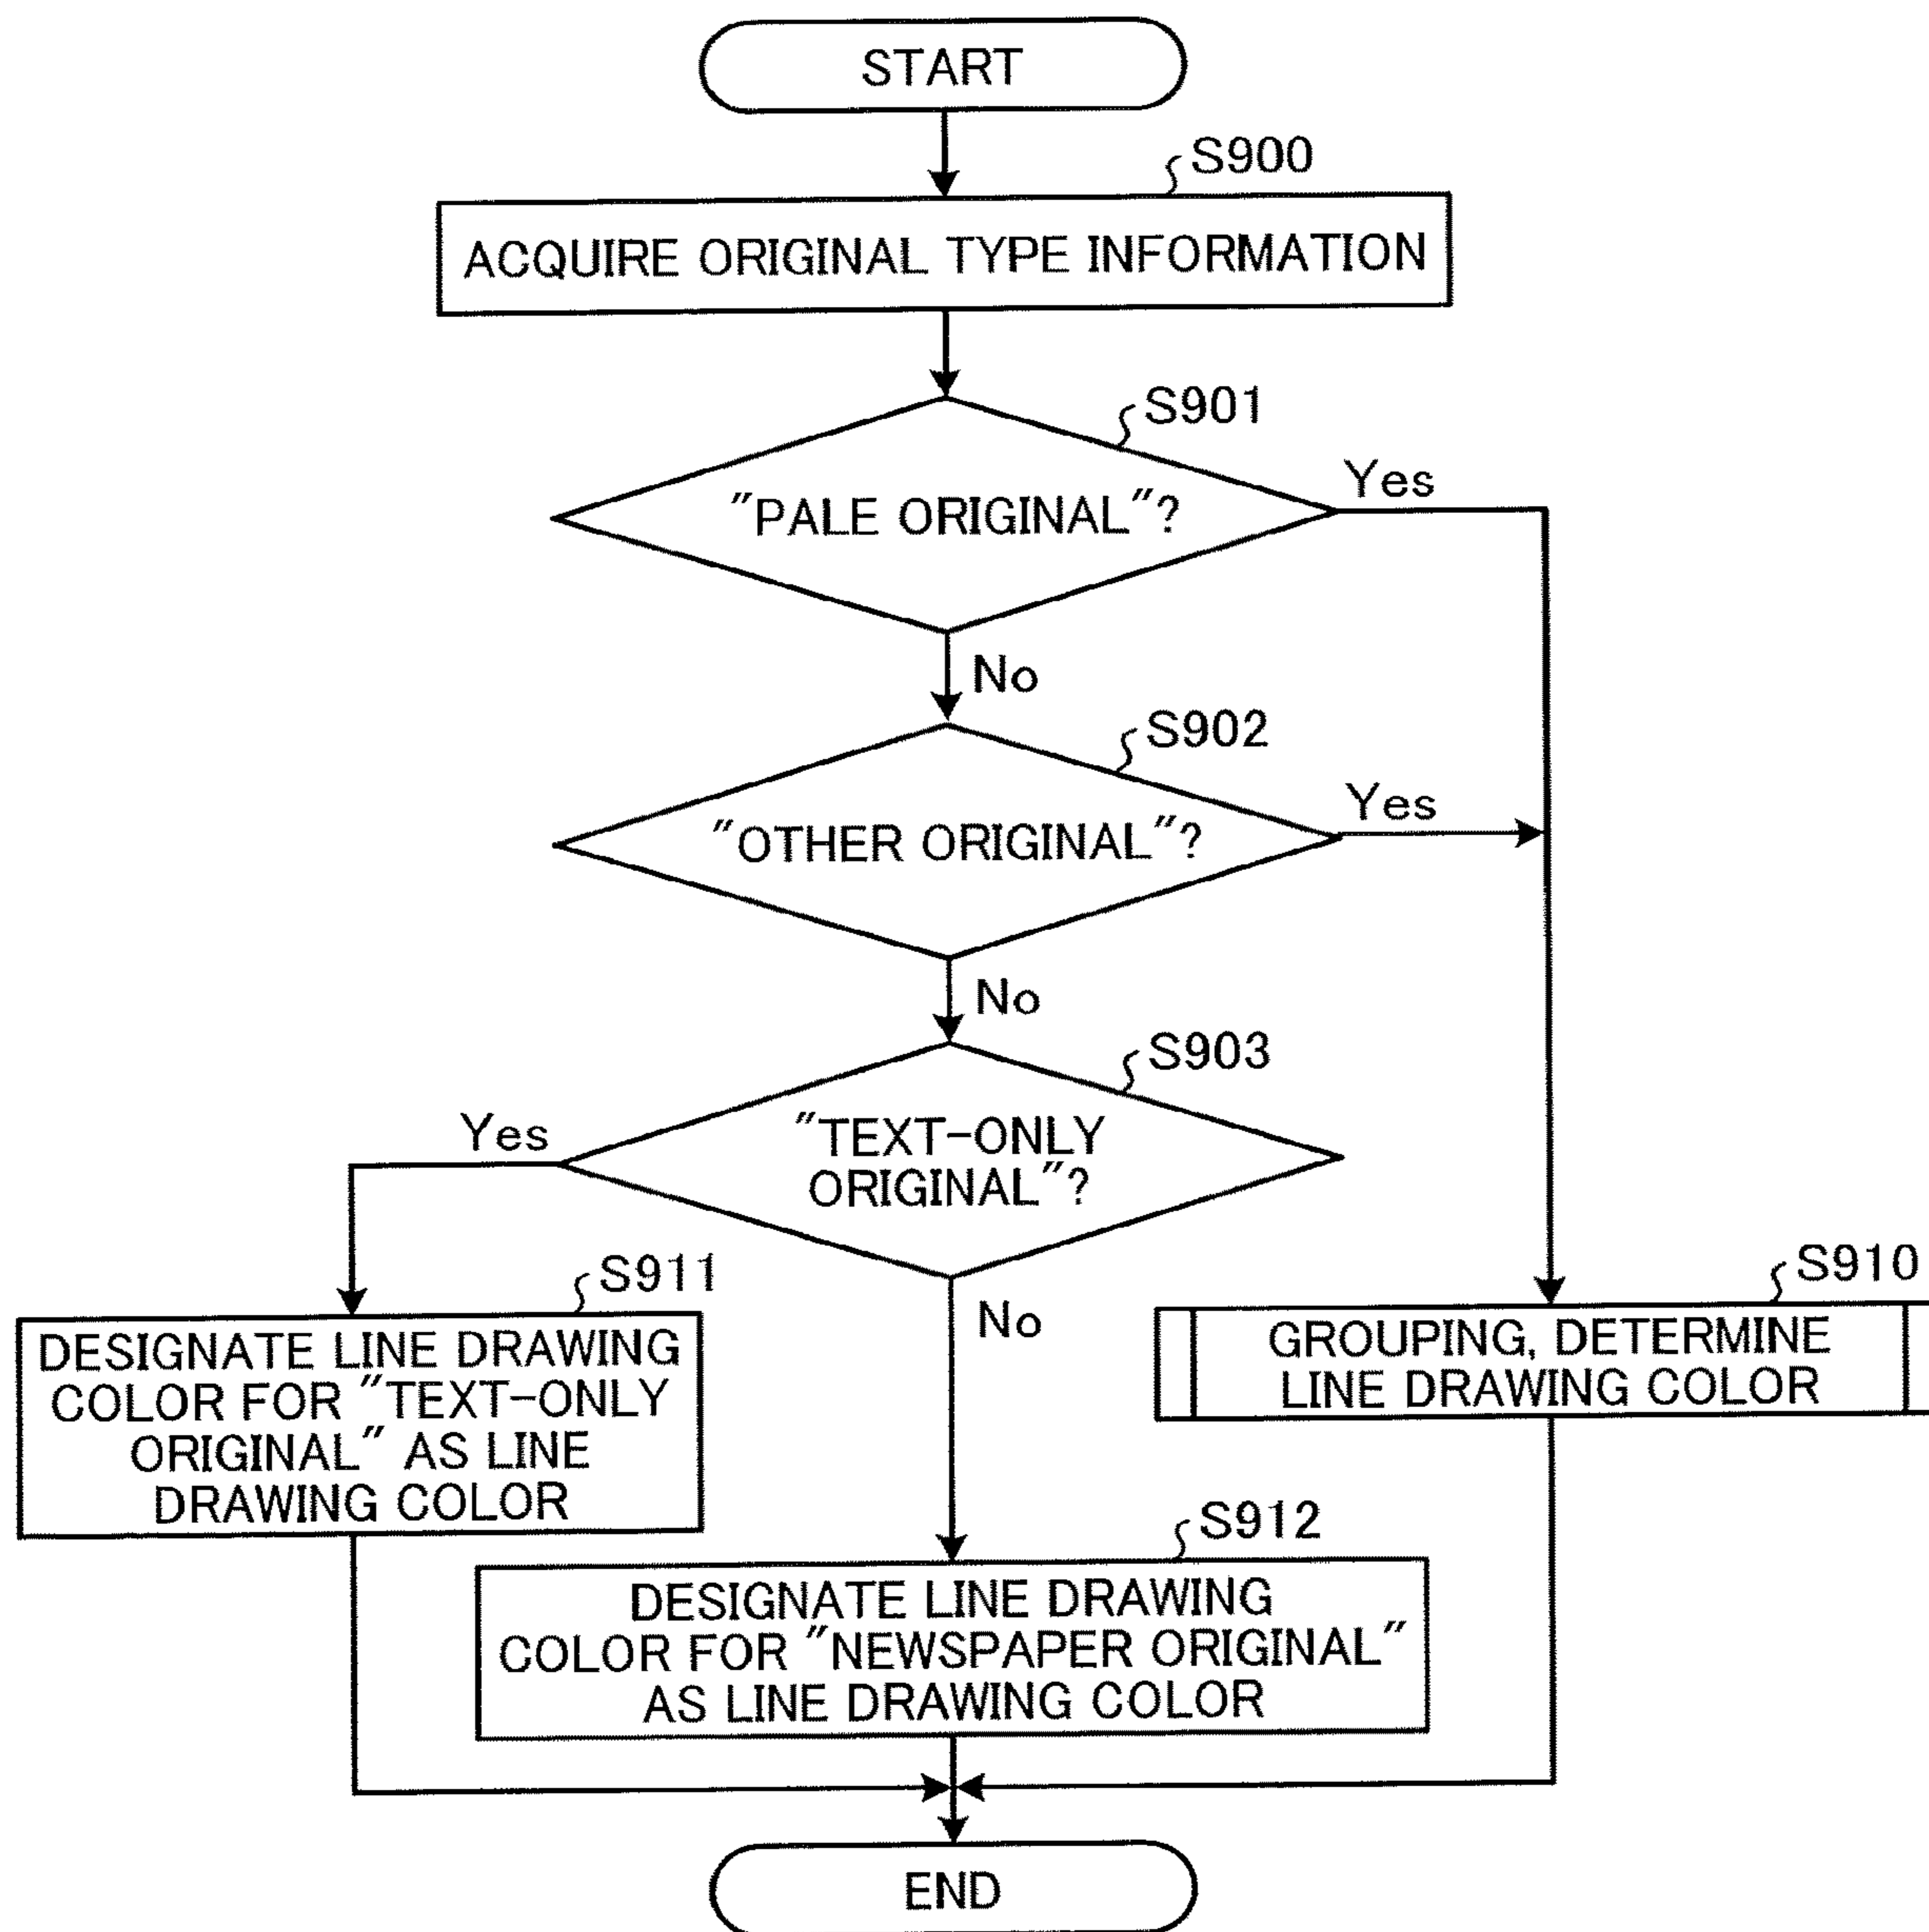 START
S900
ACQUIRE ORIGINAL TYPE INFORMATION
S901
"PALE ORIGINAL"?
Yes
No
S902
"OTHER ORIGINAL"?
Yes
No
S903
"TEXT-ONLY
ORIGINAL"?
Yes
No
S911
DESIGNATE LINE DRAWING
COLOR FOR "TEXT-ONLY
ORIGINAL" AS LINE
DRAWING COLOR
S910
GROUPING, DETERMINE
LINE DRAWING COLOR
S912
DESIGNATE LINE DRAWING
COLOR FOR "NEWSPAPER ORIGINAL"
AS LINE DRAWING COLOR
END